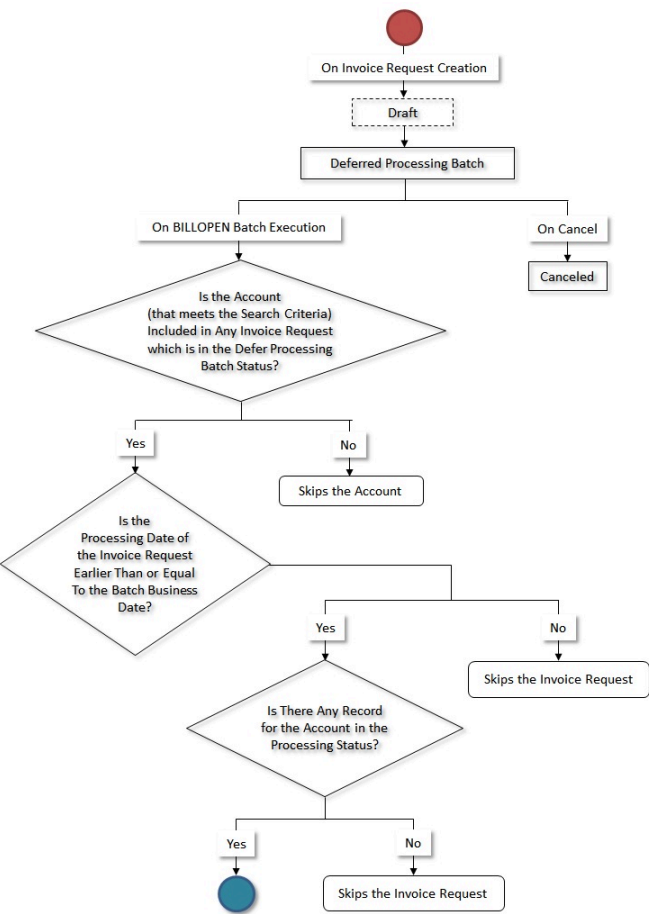 On Invoice Request Creation
Draft
Deferred Processing Batch
On BILLOPEN Batch Execution
On Cancel
Canceled
Is the Account
(that meets the Search Criteria)
Included in Any Invoice Request
which is in the Defer Processing
Batch Status?
Yes
No
Skips the Account
Is the
Processing Date of
the Invoice Request
Earlier Than or Equal
To the Batch Business
Date?
Yes
No
Skips the Invoice Request
Is There Any Record
for the Account in the
Processing Status?
Yes
No
Skips the Invoice Request